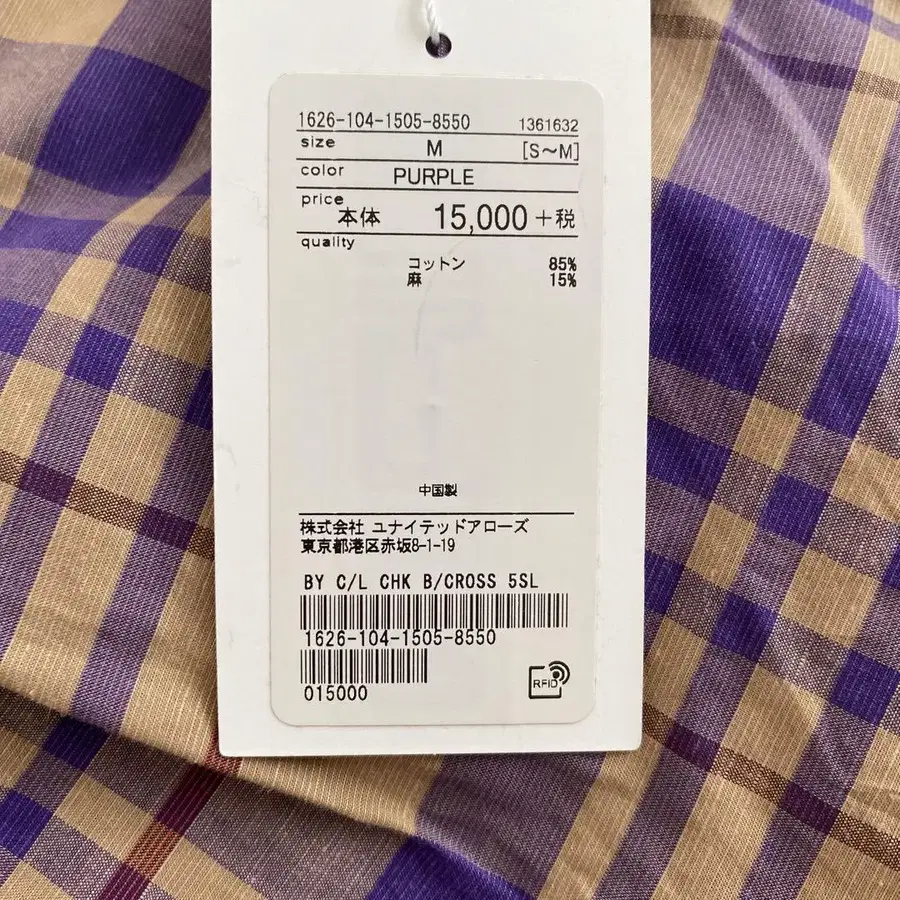 1626-104-1505-8550 1361632
size M [S~M]
color PURPLE
price 本体 15,000 +税
quality
コットン 85%
麻 15%
中国製
株式会社 ユナイテッドアローズ
東京都港区赤坂8-1-19
BY C/L CHK B/CROSS 5SL
1626-104-1505-8550
015000
RFID